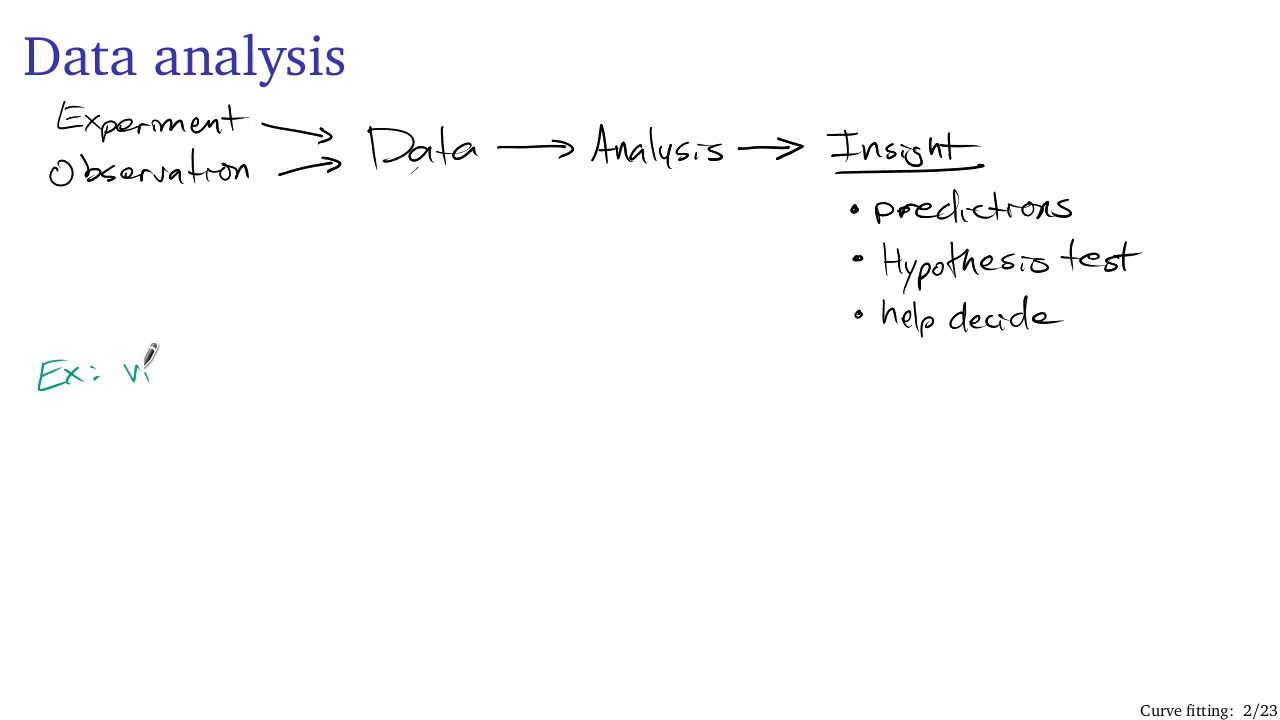 Data analysis
Experiment
Observation
Data → Analysis → Insight
• predictions
• Hypothesis test
• help decide
Ex:
Curve fitting: 2/23